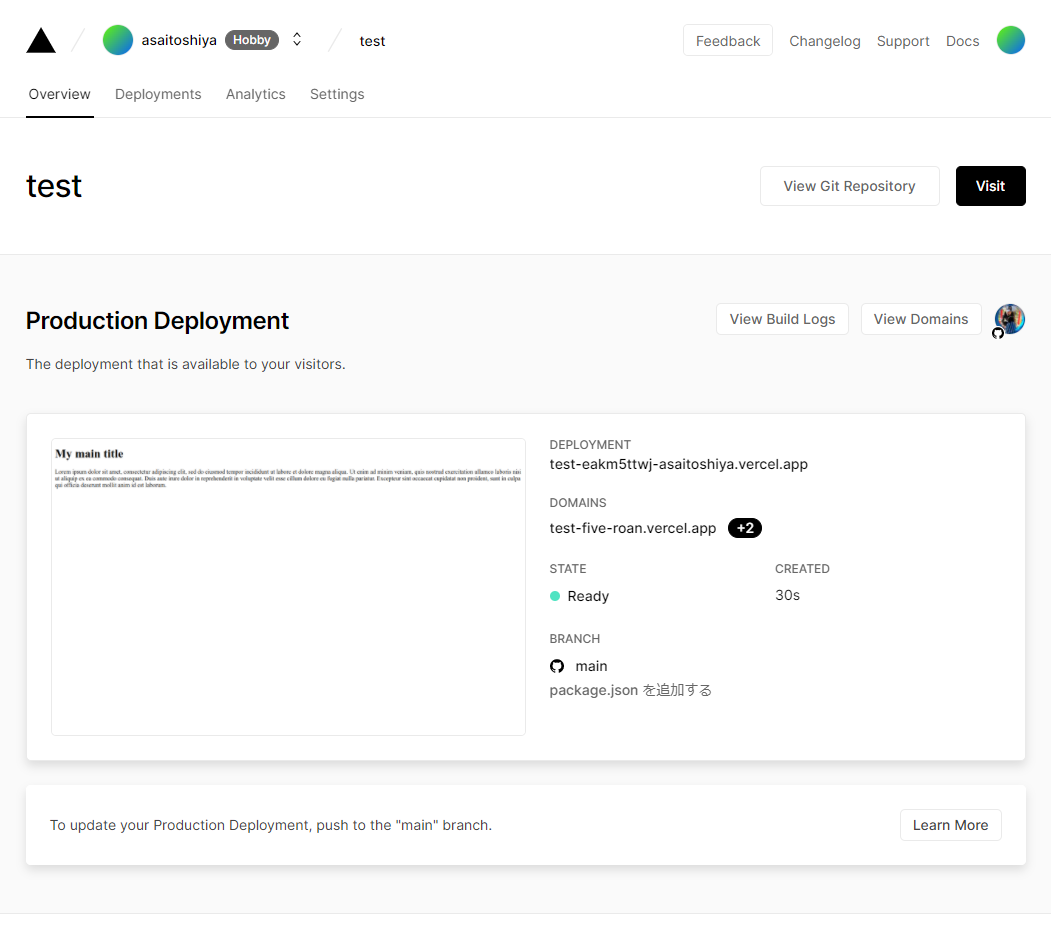 asaitoshiya Hobby test Feedback Changelog Support Docs
Overview Deployments Analytics Settings
test View Git Repository Visit
Production Deployment View Build Logs View Domains
The deployment that is available to your visitors.
My main title
Lorem ipsum dolor sit amet, consectetur adipiscing elit, sed do eiusmod tempor incididunt ut labore et dolore magna aliqua. Ut enim ad minim veniam, quis nostrud exercitation ullamco laboris nisi
ut aliquip ex ea commodo consequat. Duis aute irure dolor in reprehenderit in voluptate velit esse cillum dolore eu fugiat nulla pariatur. Excepteur sint occaecat cupidatat non proident, sunt in culpa
qui officia deserunt mollit anim id est laborum.
DEPLOYMENT
test-eakm5ttwj-asaitoshiya.vercel.app
DOMAINS
test-five-roan.vercel.app +2
STATE CREATED
Ready 30s
BRANCH
main
package.json を追加する
To update your Production Deployment, push to the "main" branch. Learn More